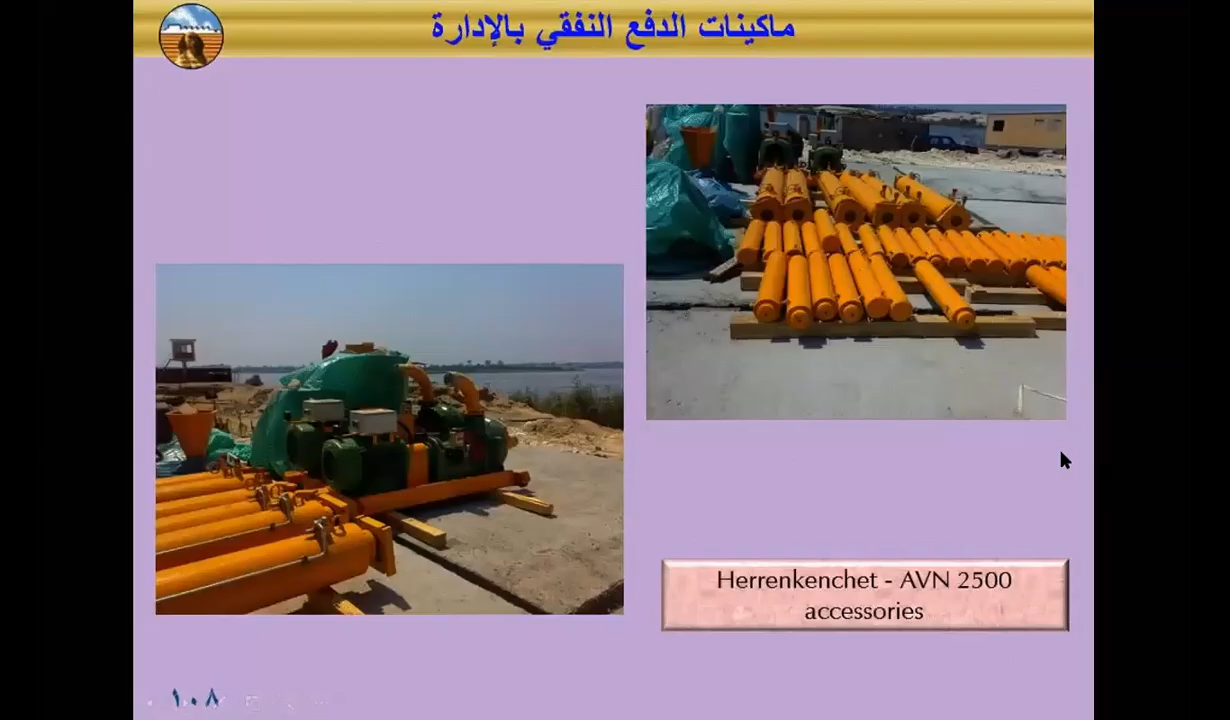 ماكينات الدفع النفقي بالإدارة
Herrenkenchet - AVN 2500
accessories
١٠٨